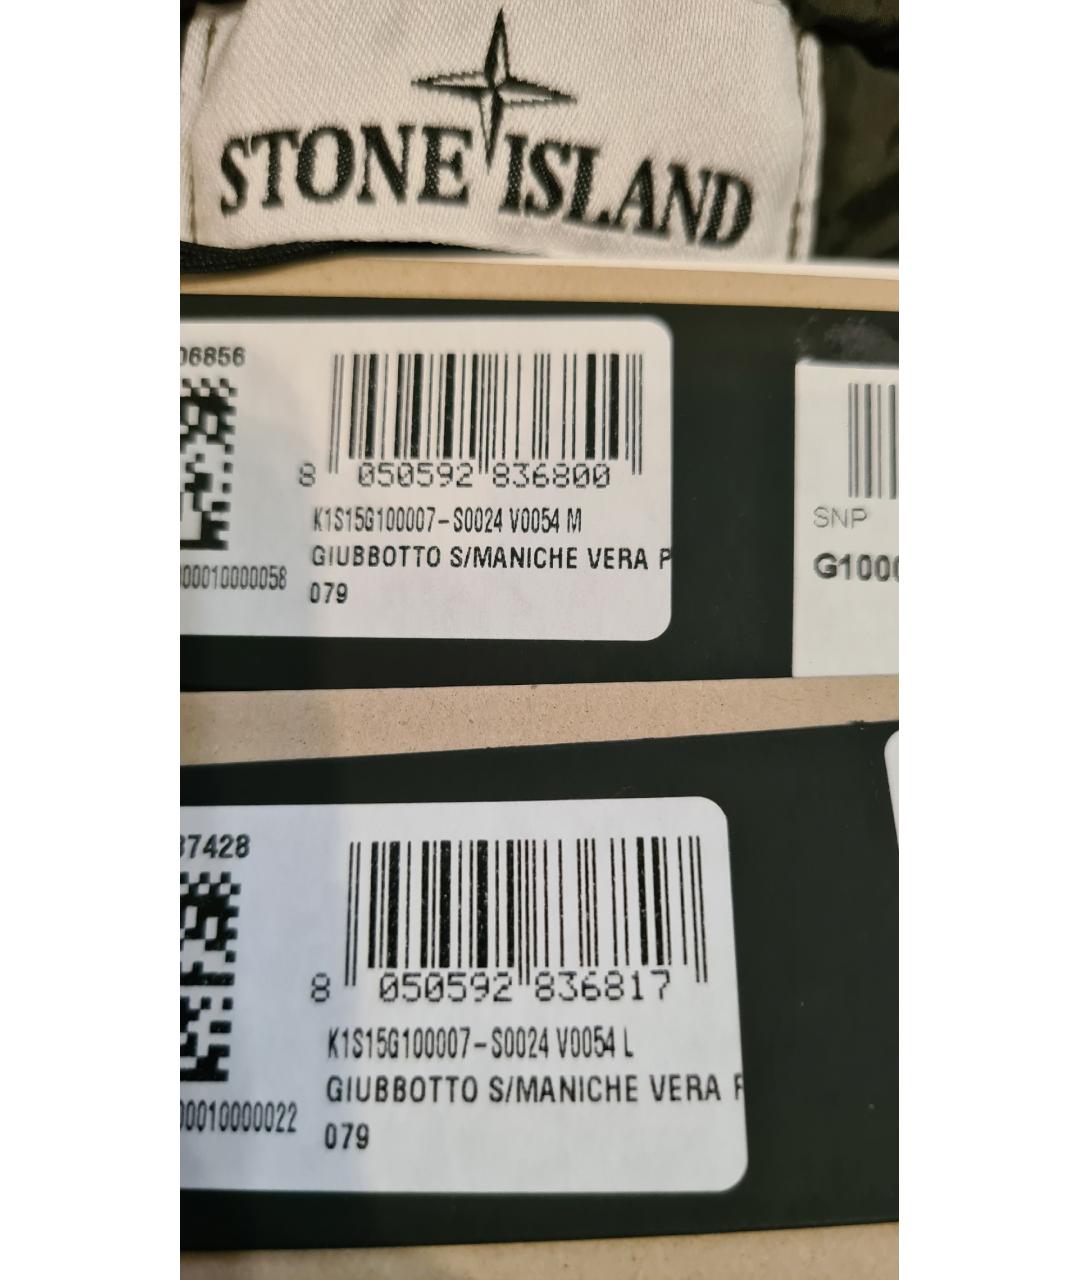 STONE ISLAND
06856
8 050592 836800
K1S15G100007-S0024 V0054 M
GIUBBOTTO S/MANICHE VERA P
00010000058
079
SNP
G1000
37428
8 050592 836817
K1S15G100007-S0024 V0054 L
GIUBBOTTO S/MANICHE VERA P
00010000022
079